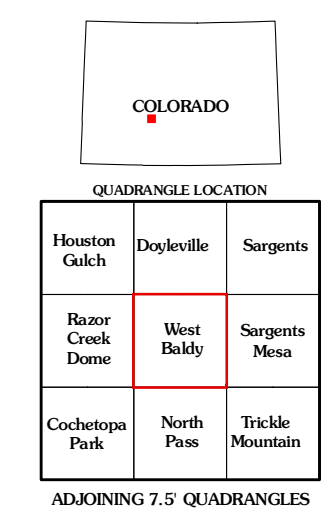 COLORADO
QUADRANGLE LOCATION
Houston
Gulch
Doyleville
Sargents
Razor
Creek
Dome
West
Baldy
Sargents
Mesa
Cochetopa
Park
North
Pass
Trickle
Mountain
ADJOINING 7.5' QUADRANGLES